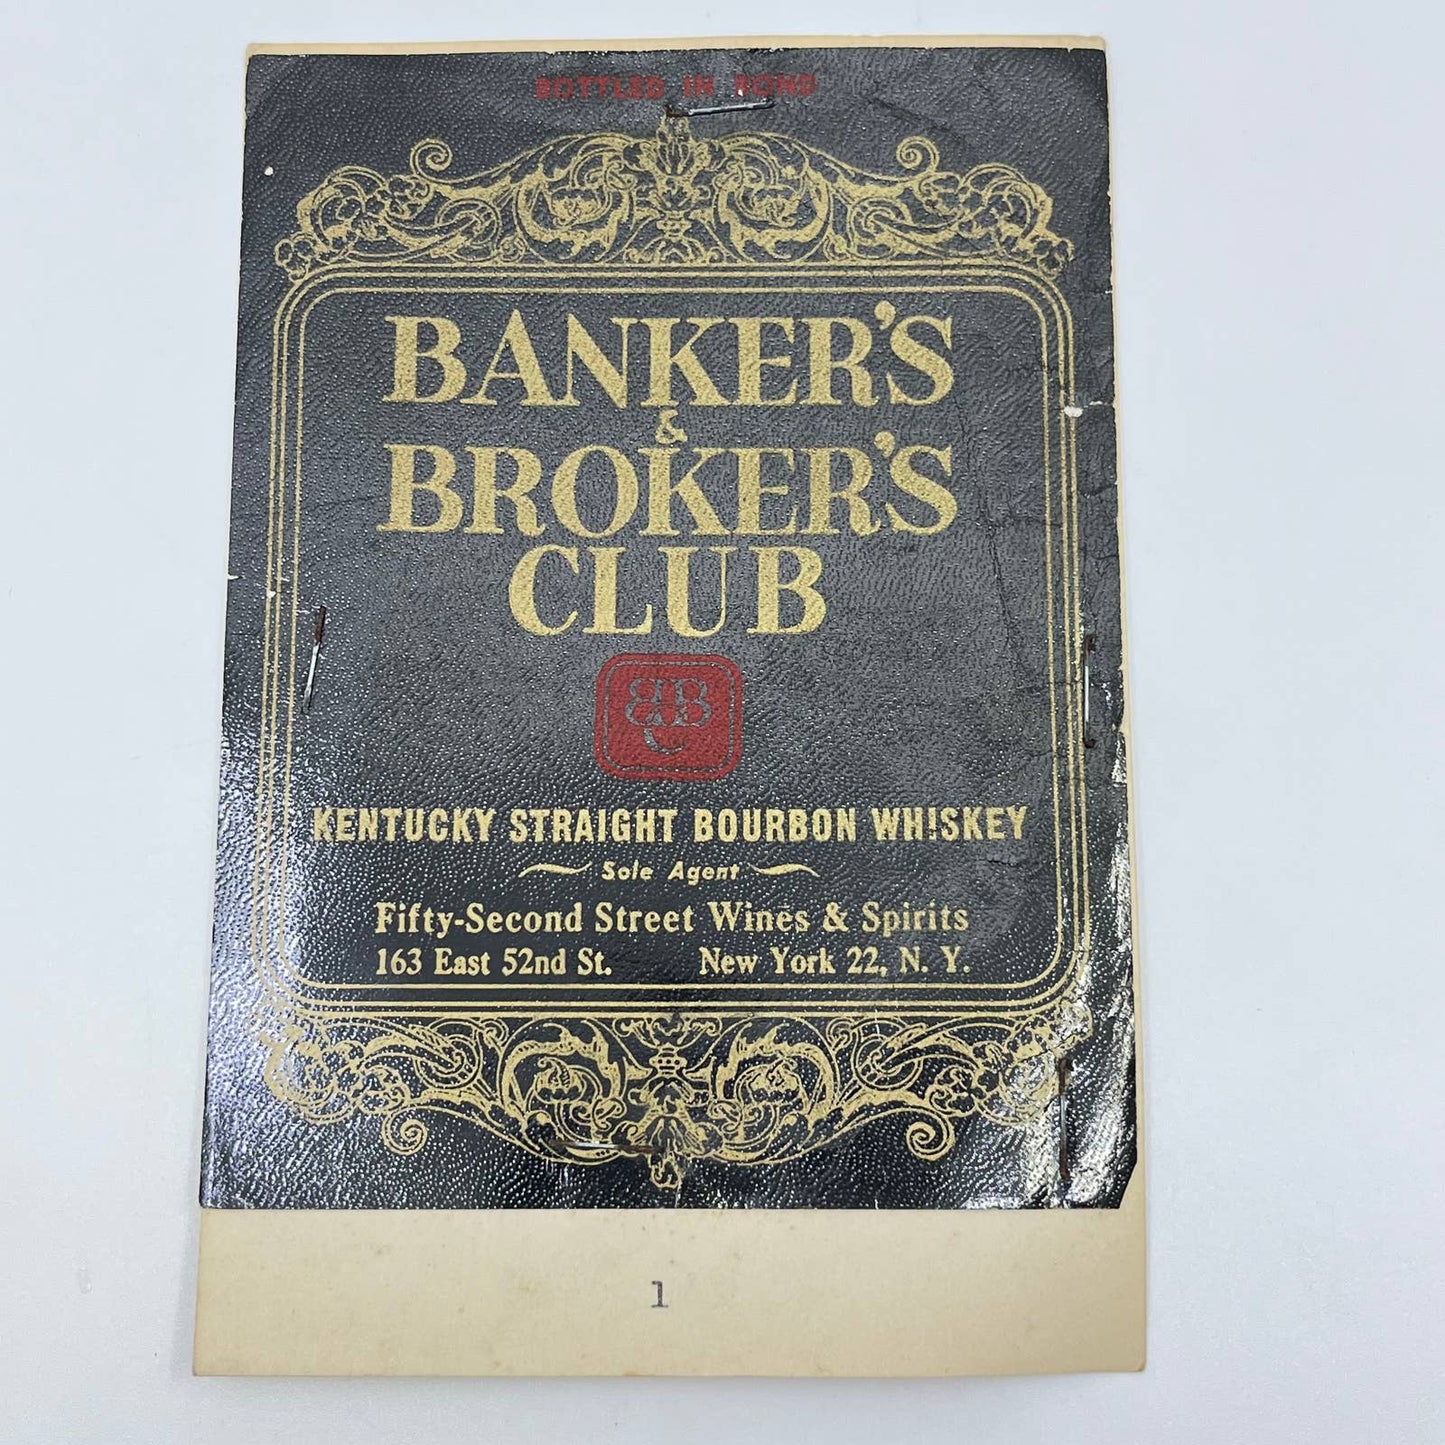 BOTTLED IN BOND
BANKER'S
&
BROKER'S
CLUB
BBC
KENTUCKY STRAIGHT BOURBON WHISKEY
Sole Agent
Fifty-Second Street Wines & Spirits
163 East 52nd St. New York 22, N. Y.
1